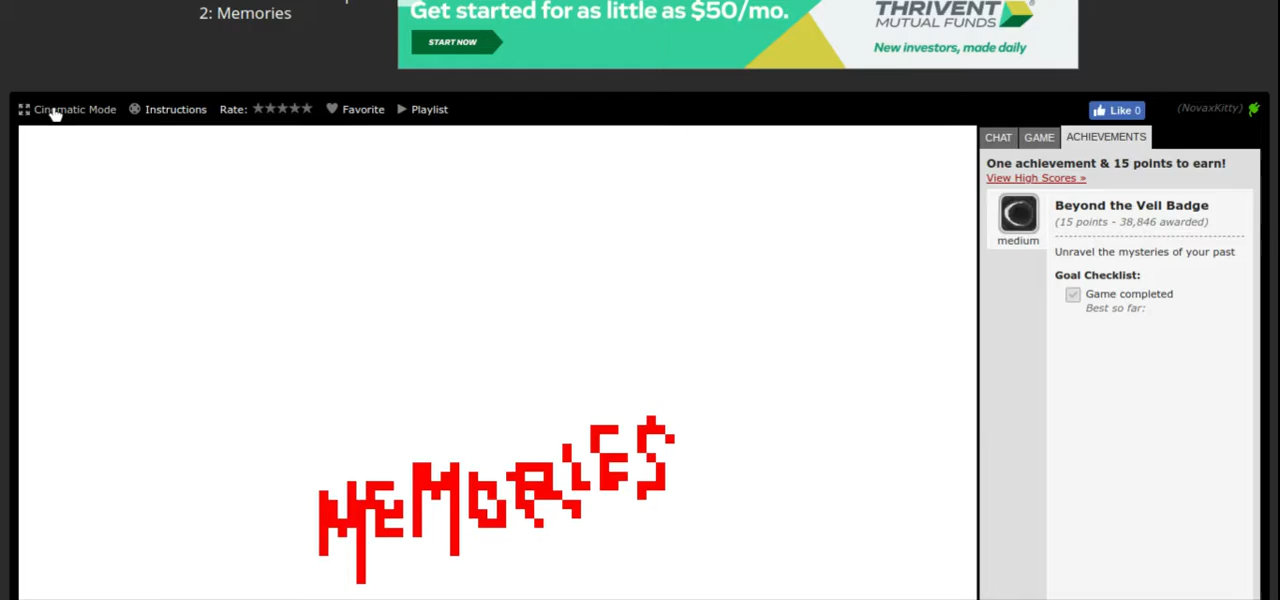 2: Memories
Get started for as little as $50/mo.
START NOW
THRIVENT
MUTUAL FUNDS
New investors, made daily
Cinematic Mode Instructions Rate: Favorite Playlist
Like 0 (NovaxKitty)
CHAT GAME ACHIEVEMENTS
One achievement & 15 points to earn!
View High Scores »
Beyond the Veil Badge
(15 points - 38,846 awarded)
medium
Unravel the mysteries of your past
Goal Checklist:
Game completed
Best so far:
MEMORIES